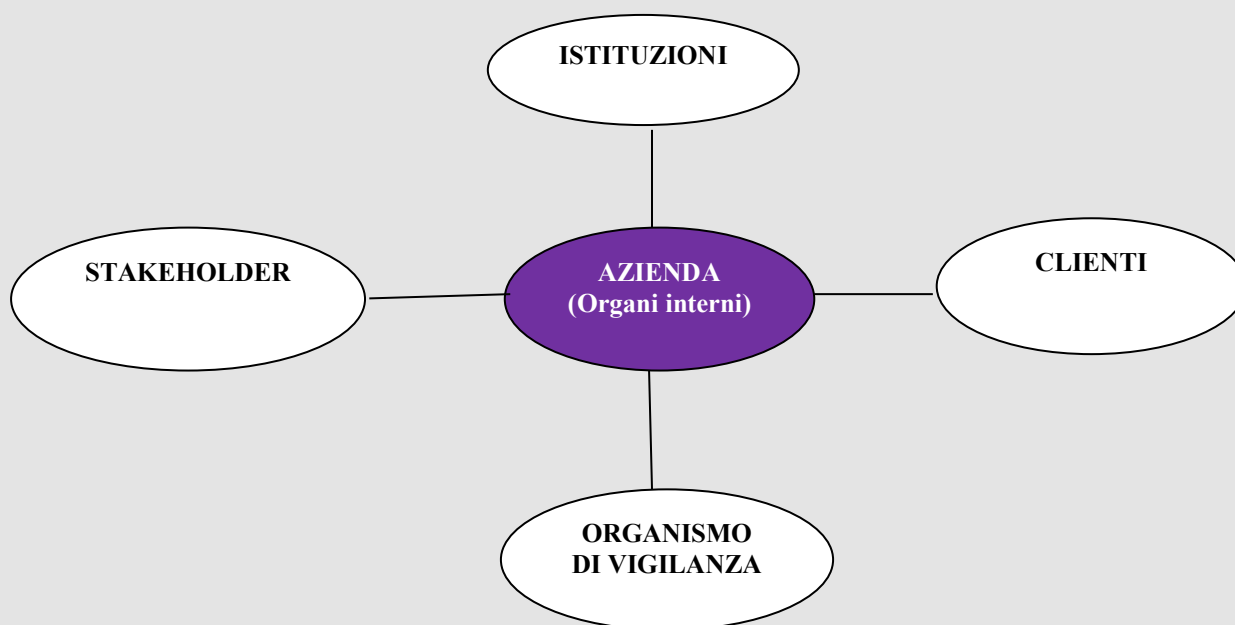 ISTITUZIONI
STAKEHOLDER
AZIENDA
(Organi interni)
CLIENTI
ORGANISMO
DI VIGILANZA